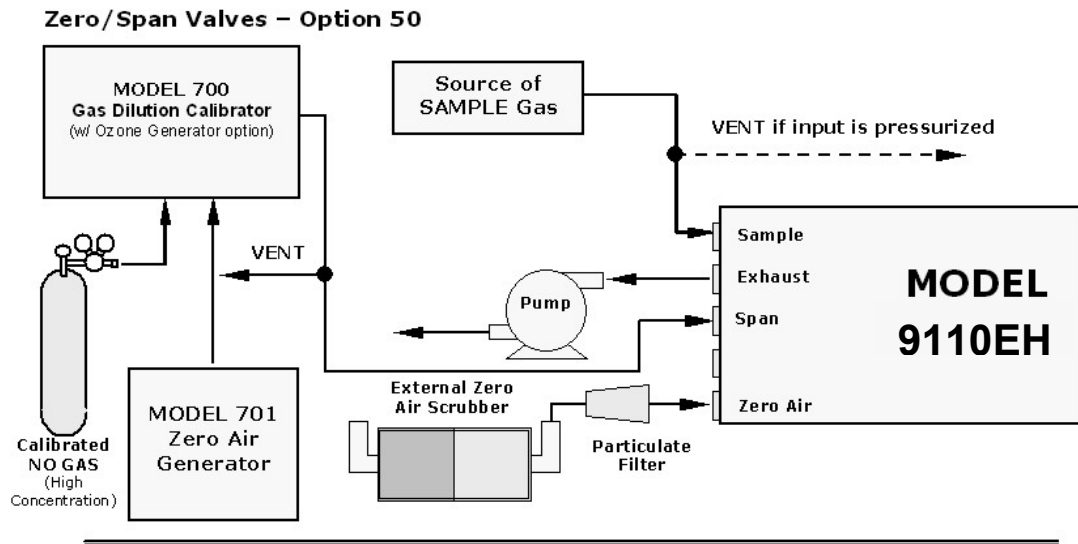 Zero/Span Valves – Option 50
MODEL 700
Gas Dilution Calibrator
(w/ Ozone Generator option)
Source of
SAMPLE Gas
VENT if input is pressurized
VENT
Sample
Exhaust
Span
Zero Air
MODEL
9110EH
Pump
External Zero
Air Scrubber
Particulate
Filter
MODEL 701
Zero Air
Generator
Calibrated
NO GAS
(High
Concentration)